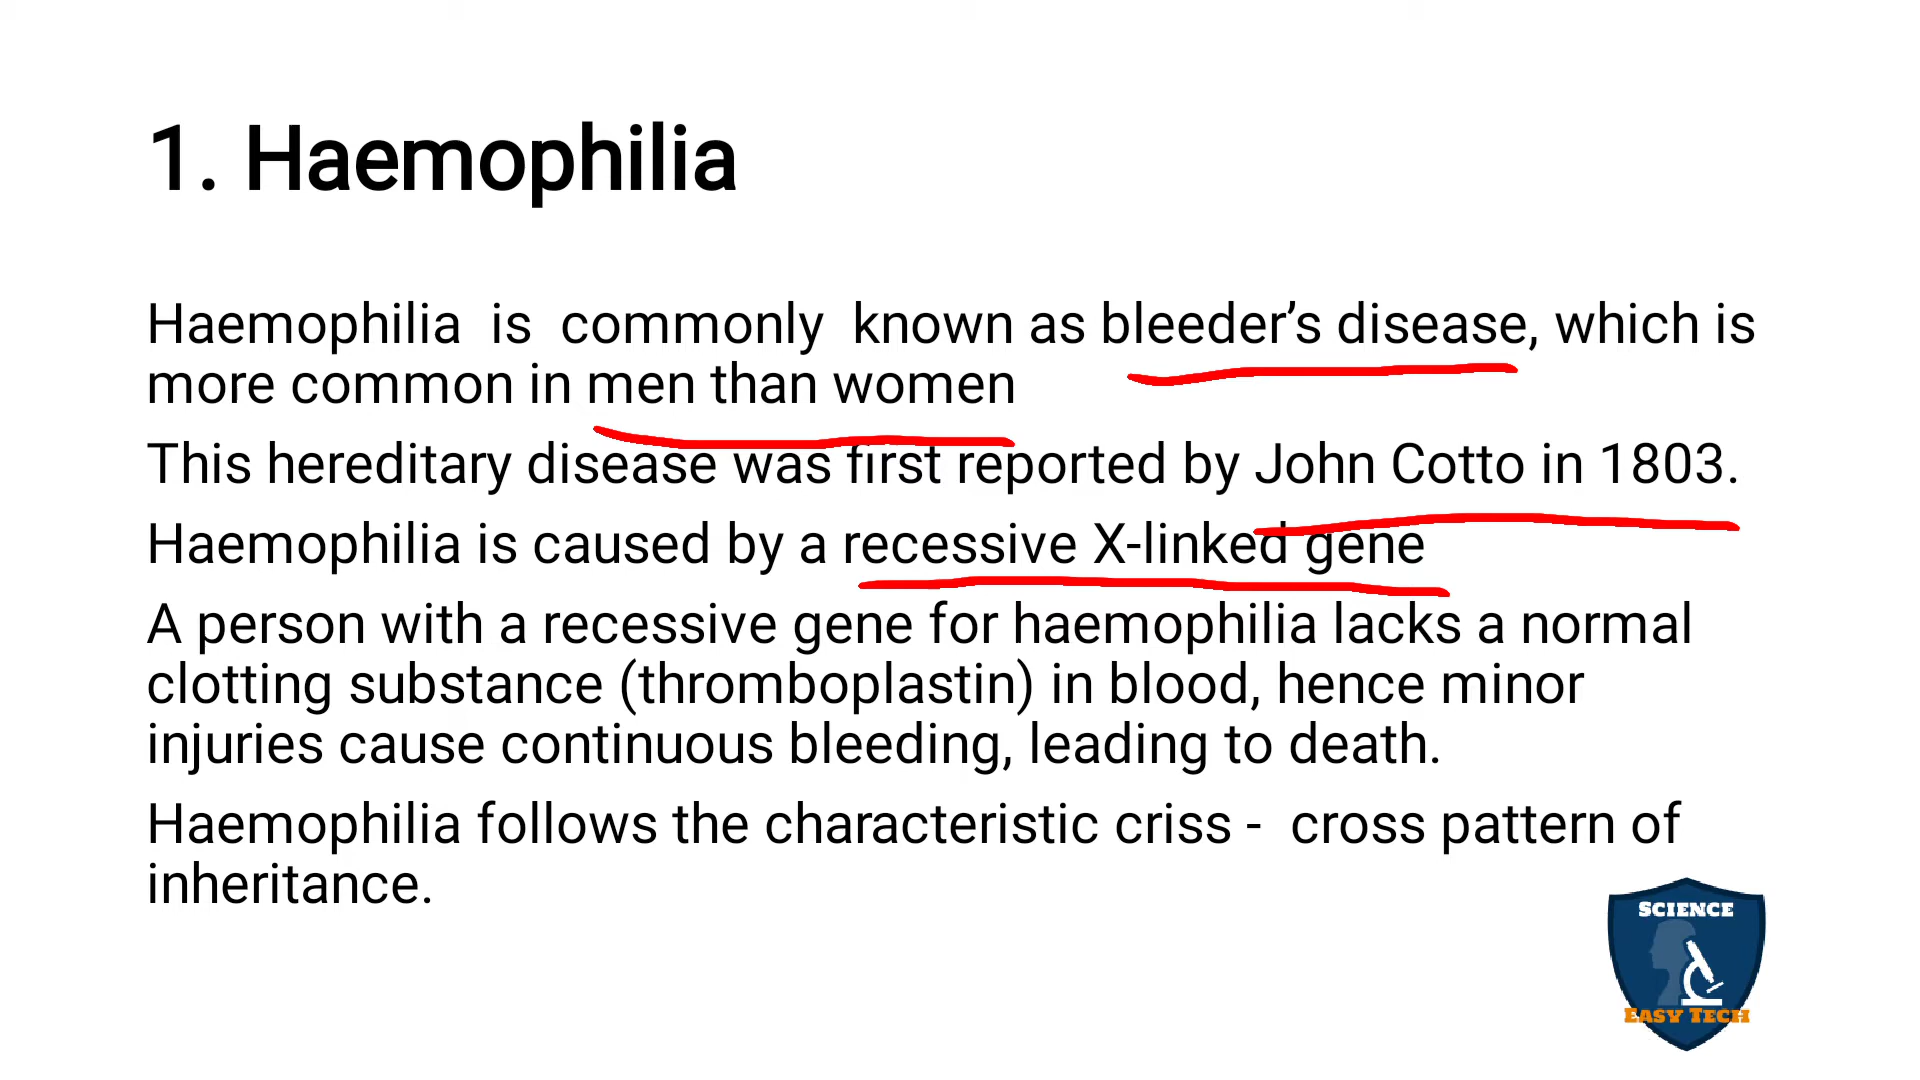 1. Haemophilia
Haemophilia is commonly known as bleeder’s disease, which is
more common in men than women
This hereditary disease was first reported by John Cotto in 1803.
Haemophilia is caused by a recessive X-linked gene
A person with a recessive gene for haemophilia lacks a normal
clotting substance (thromboplastin) in blood, hence minor
injuries cause continuous bleeding, leading to death.
Haemophilia follows the characteristic criss - cross pattern of
inheritance.
SCIENCE
EASY TECH